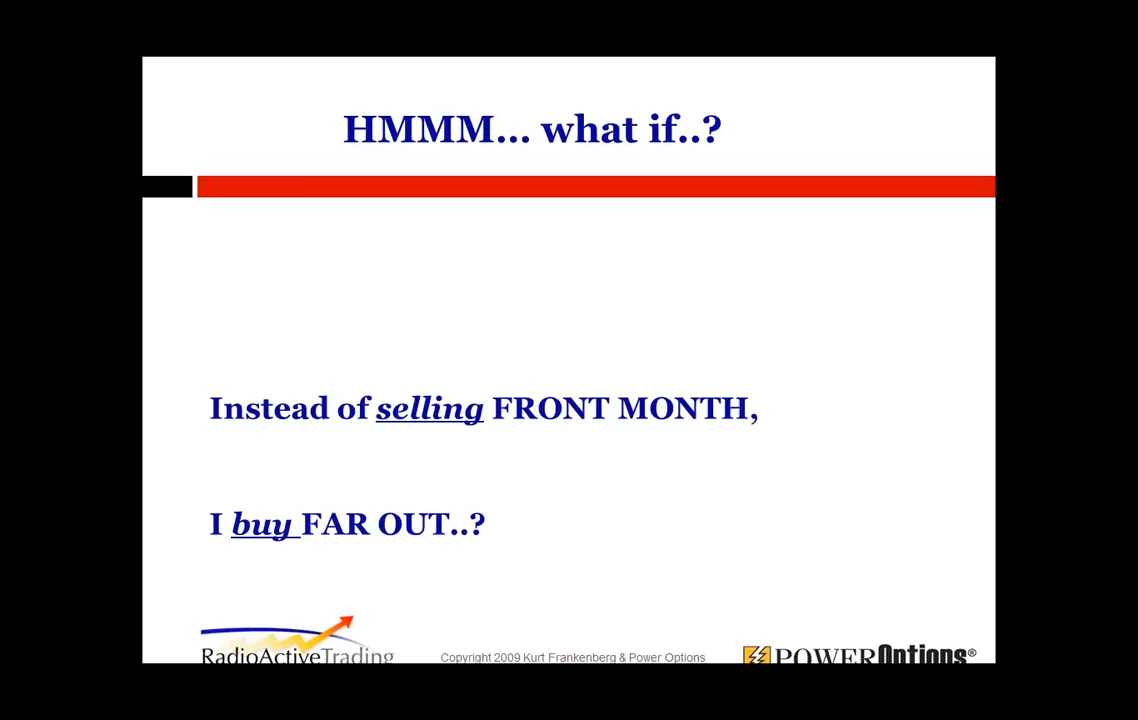 HMMM... what if..?
Instead of selling FRONT MONTH,
I buy FAR OUT..?
RadioActiveTrading
Copyright 2009 Kurt Frankenberg & Power Options
POWEROptions®